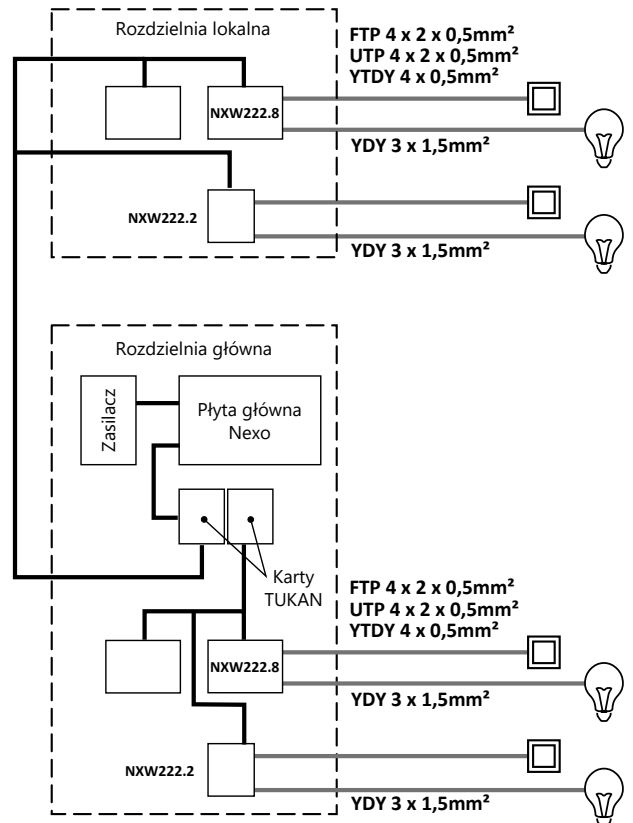 Rozdzielnia lokalna
FTP 4 x 2 x 0,5mm²
UTP 4 x 2 x 0,5mm²
YTDY 4 x 0,5mm²
NXW222.8
YDY 3 x 1,5mm²
NXW222.2
YDY 3 x 1,5mm²
Rozdzielnia główna
Zasilacz
Płyta główna
Nexo
Karty
TUKAN
FTP 4 x 2 x 0,5mm²
UTP 4 x 2 x 0,5mm²
YTDY 4 x 0,5mm²
NXW222.8
YDY 3 x 1,5mm²
NXW222.2
YDY 3 x 1,5mm²